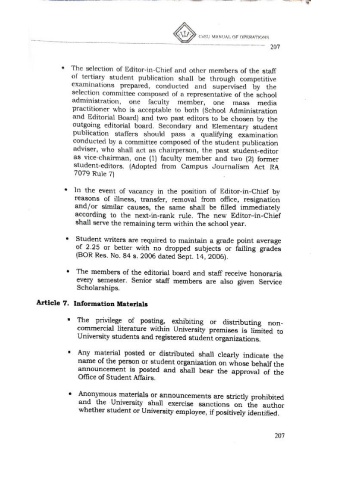 CvSU MANUAL OF OPERATIONS
207
• The selection of Editor-in-Chief and other members of the staff
of tertiary student publication shall be through competitive
examinations prepared, conducted and supervised by the
selection committee composed of a representative of the school
administration, one faculty member, one mass media
practitioner who is acceptable to both (School Administration
and Editorial Board) and two past editors to be chosen by the
outgoing editorial board. Secondary and Elementary student
publication staffers should pass a qualifying examination
conducted by a committee composed of the student publication
adviser, who shall act as chairperson, the past student-editor
as vice-chairman, one (1) faculty member and two (2) former
student-editors. (Adopted from Campus Journalism Act RA
7079 Rule 7)
• In the event of vacancy in the position of Editor-in-Chief by
reasons of illness, transfer, removal from office, resignation
and/or similar causes, the same shall be filled immediately
according to the next-in-rank rule. The new Editor-in-Chief
shall serve the remaining term within the school year.
• Student writers are required to maintain a grade point average
of 2.25 or better with no dropped subjects or failing grades
(BOR Res. No. 84 s. 2006 dated Sept. 14, 2006).
• The members of the editorial board and staff receive honoraria
every semester. Senior staff members are also given Service
Scholarships.
Article 7. Information Materials
• The privilege of posting, exhibiting or distributing non-
commercial literature within University premises is limited to
University students and registered student organizations.
• Any material posted or distributed shall clearly indicate the
name of the person or student organization on whose behalf the
announcement is posted and shall bear the approval of the
Office of Student Affairs.
• Anonymous materials or announcements are strictly prohibited
and the University shall exercise sanctions on the author
whether student or University employee, if positively identified.
207